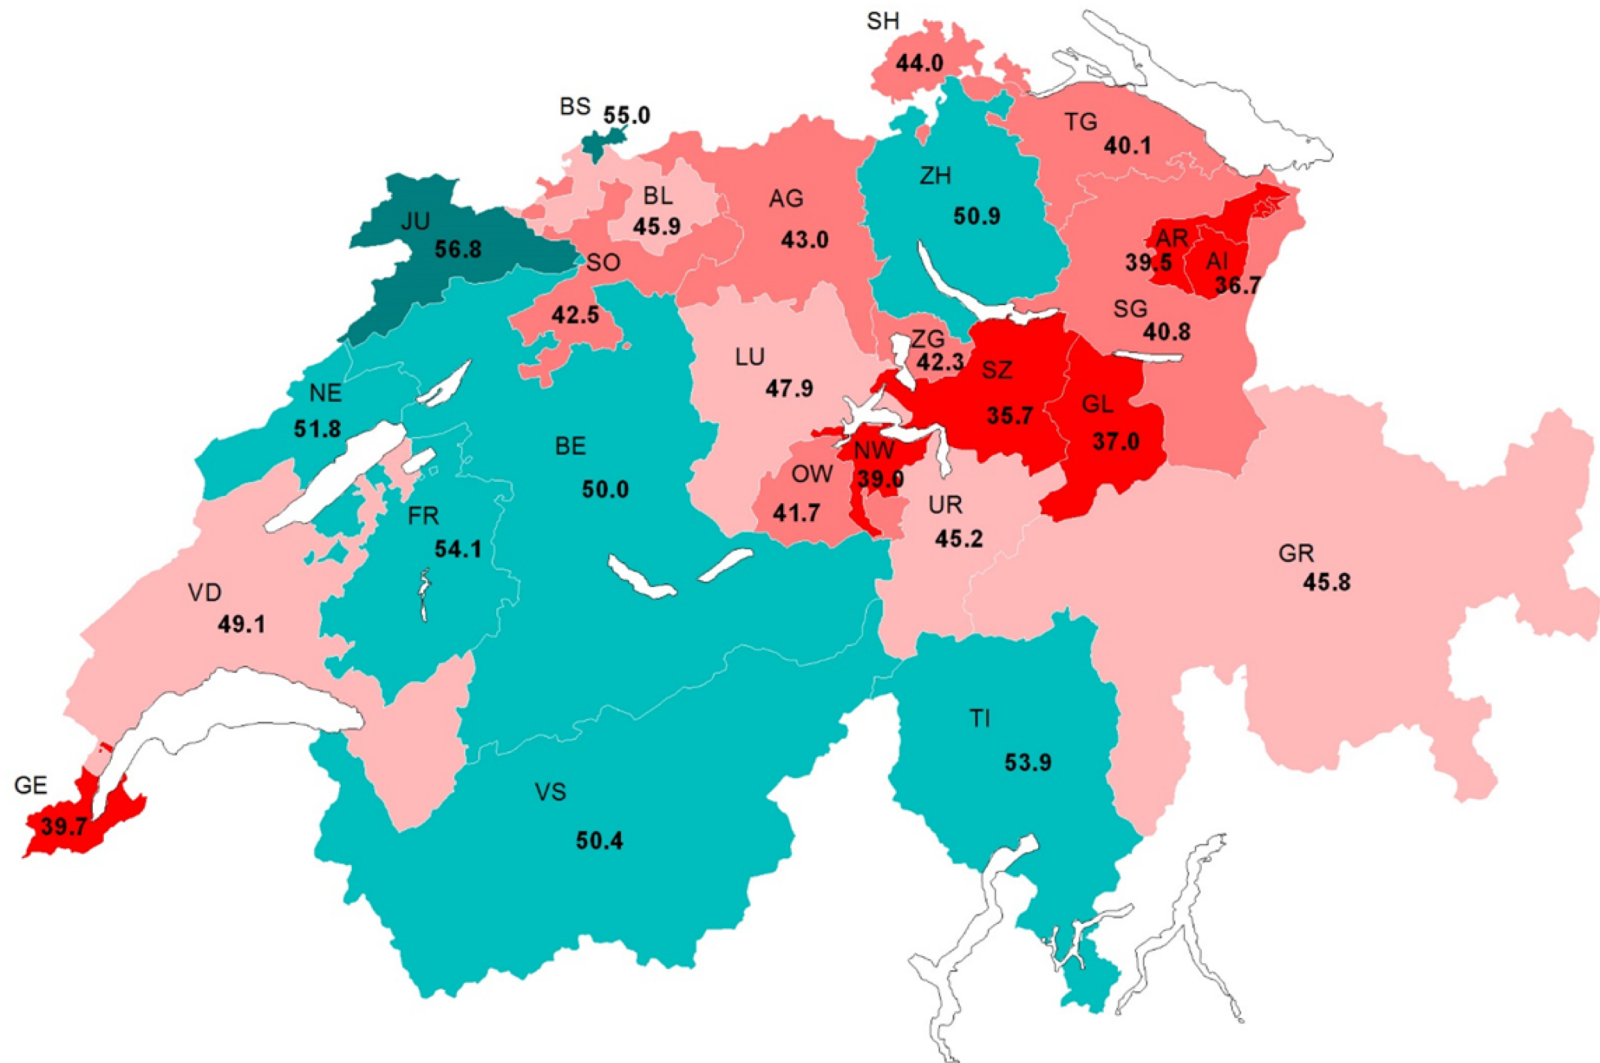 SH
44.0
BS
55.0
TG
40.1
ZH
50.9
BL
45.9
AG
43.0
JU
56.8
AR
39.5
AI
36.7
SO
42.5
SG
40.8
ZG
42.3
LU
47.9
SZ
35.7
GL
37.0
NE
51.8
BE
50.0
NW
39.0
OW
41.7
UR
45.2
FR
54.1
GR
45.8
VD
49.1
TI
53.9
GE
39.7
VS
50.4